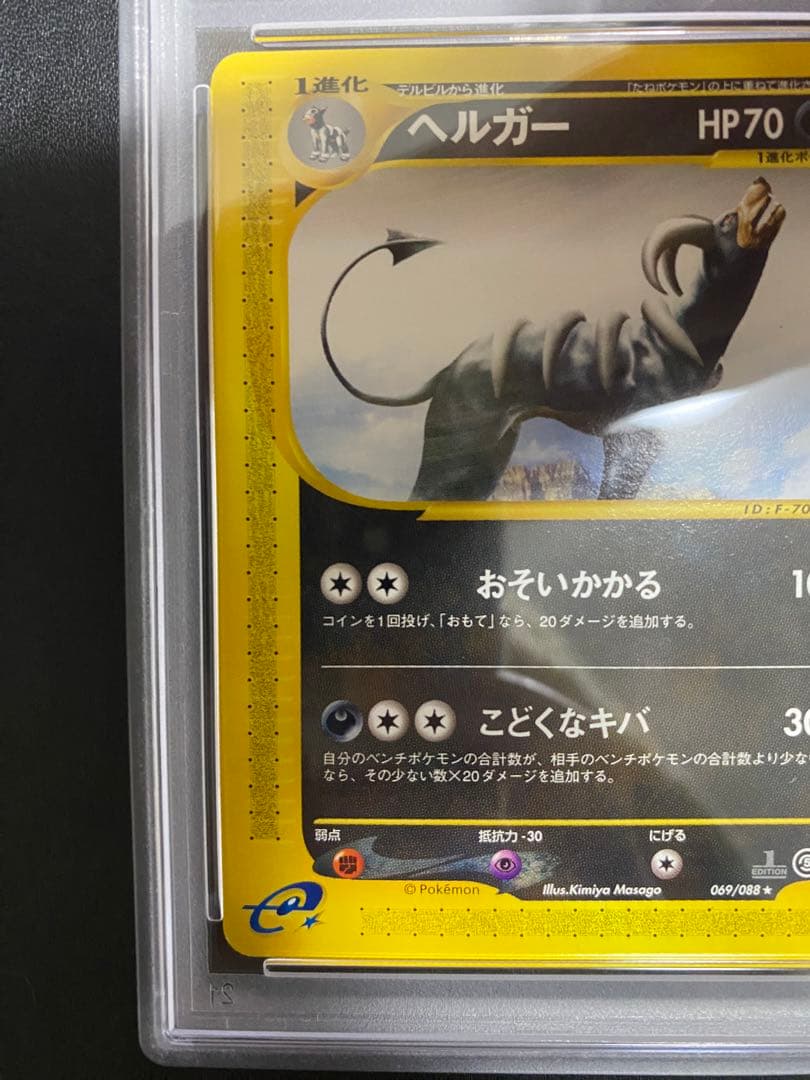 1進化
デルビルから進化
「たねポケモン」の上に重ねて進化
ヘルガー
HP70
1進化ポ
ID : F-70
おそいかかる
1
コインを1回投げ、「おもて」なら、20ダメージを追加する。
こどくなキバ
30
自分のベンチポケモンの合計数が、相手のベンチポケモンの合計数より少な
なら、その少ない数×20ダメージを追加する。
弱点
抵抗力 -30
にげる
1
EDITION
© Pokémon
Illus.Kimiya Masago
069/088 ★
e
21